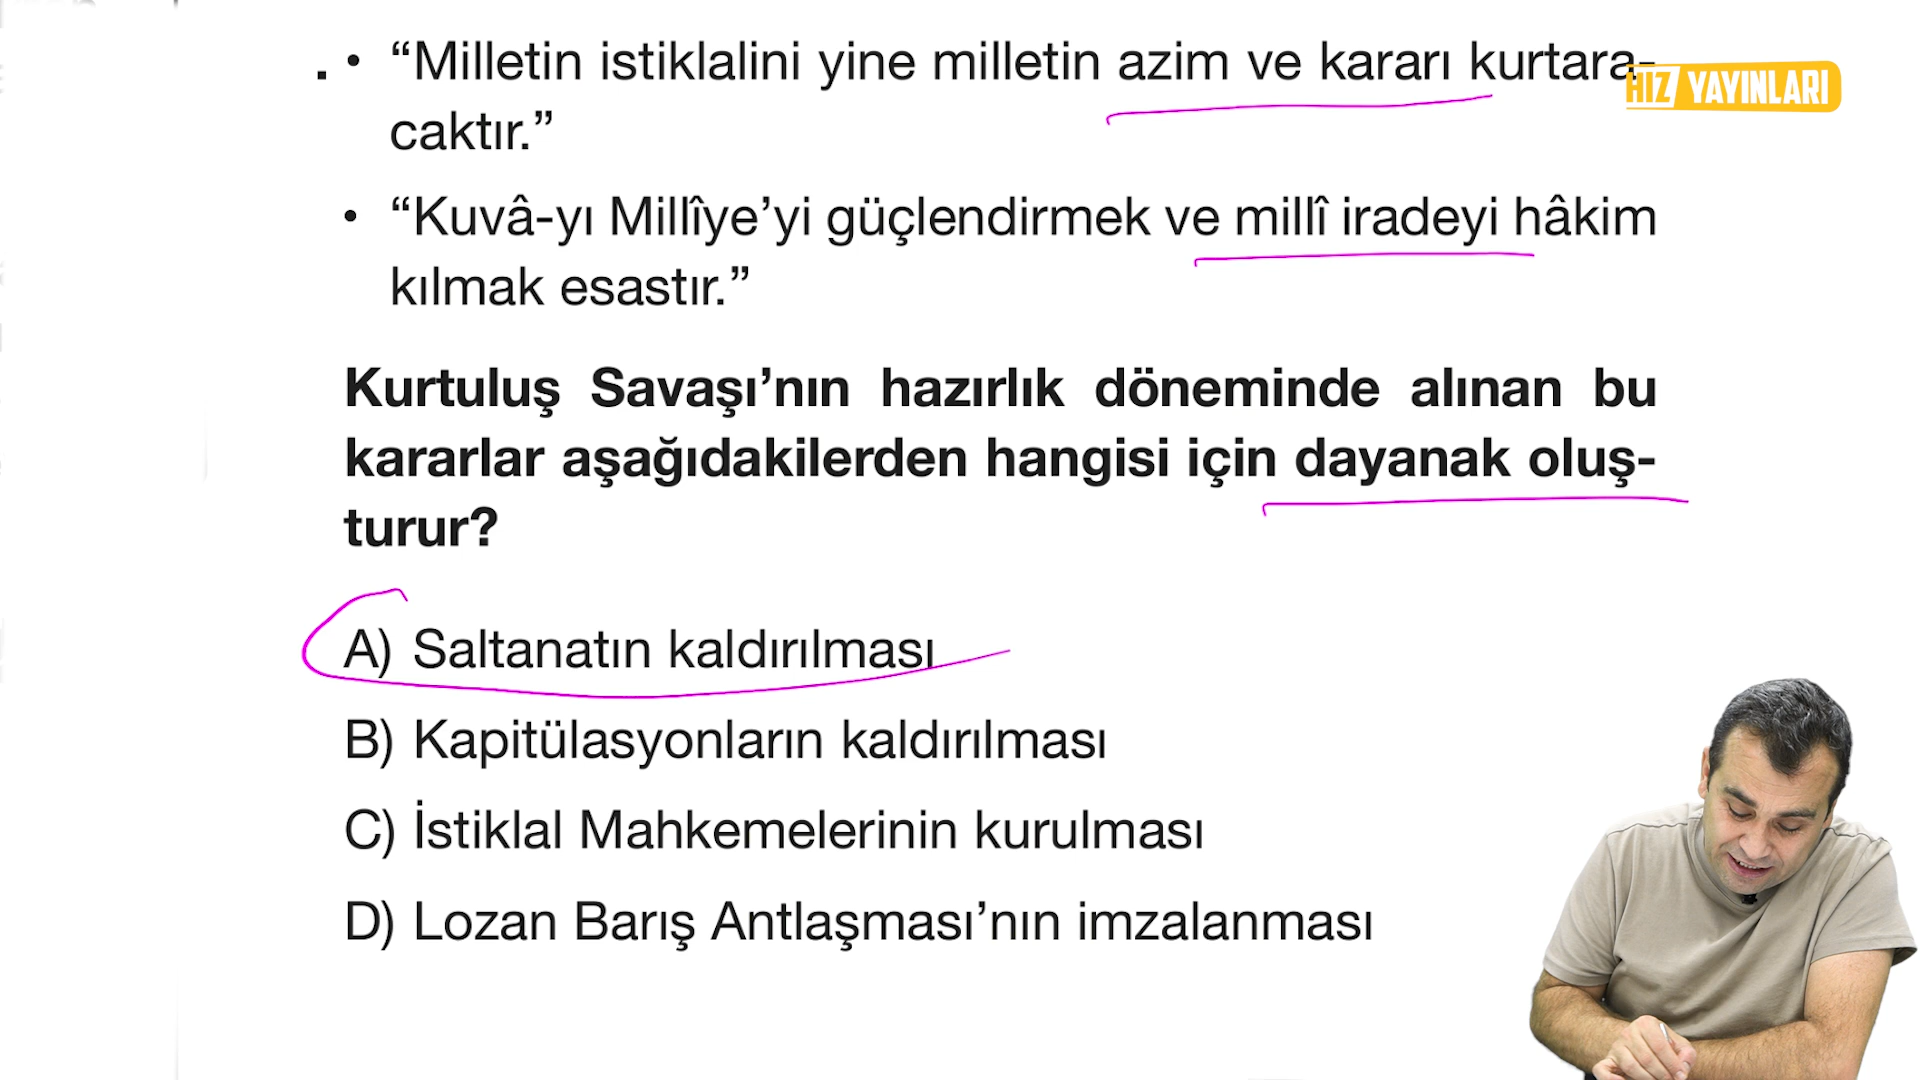 . • “Milletin istiklalini yine milletin azim ve kararı kurtara-
caktır.”
• “Kuvâ-yı Millîye’yi güçlendirmek ve millî iradeyi hâkim
kılmak esastır.”
Kurtuluş Savaşı’nın hazırlık döneminde alınan bu
kararlar aşağıdakilerden hangisi için dayanak oluş-
turur?
A) Saltanatın kaldırılması
B) Kapitülasyonların kaldırılması
C) İstiklal Mahkemelerinin kurulması
D) Lozan Barış Antlaşması’nın imzalanması
HIZ YAYINLARI